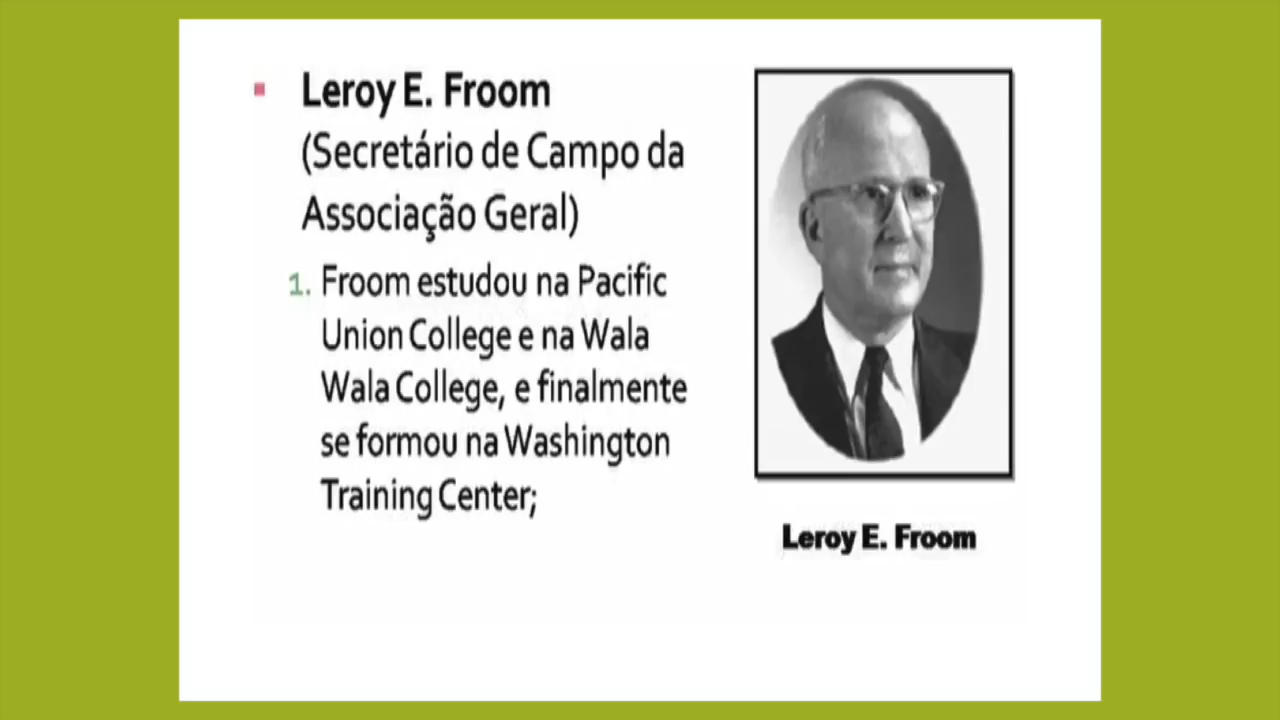 Leroy E. Froom
(Secretário de Campo da
Associação Geral)
1. Froom estudou na Pacific
Union College e na Wala
Wala College, e finalmente
se formou na Washington
Training Center;
Leroy E. Froom